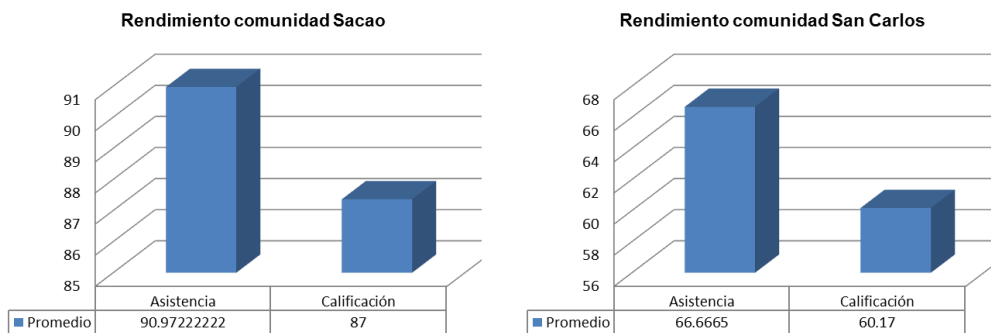 Rendimiento comunidad Sacao
91
90
89
88
87
86
85
Asistencia Calificación
Promedio 90.97222222 87
Rendimiento comunidad San Carlos
68
66
64
62
60
58
56
Asistencia Calificación
Promedio 66.6665 60.17